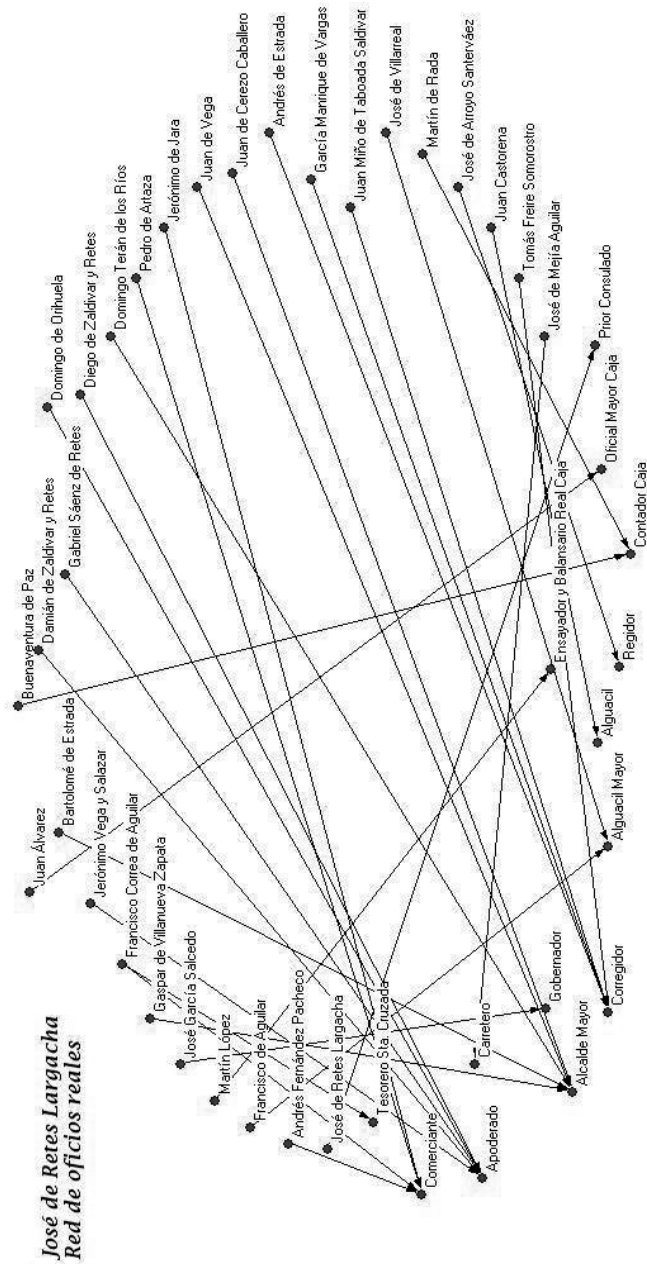 José de Retes Largacha
Red de oficios reales
Juan Álvarez
Bartolomé de Estrada
Jerónimo Vega y Salazar
Francisco Correa de Aguilar
Gaspar de Villanueva Zapata
José García Salcedo
Martín López
Francisco de Aguilar
Andrés Fernández Pacheco
José de Retes Largacha
Tesorero Sta. Cruzada
Comerciante
Apoderado
Carretero
Alcalde Mayor
Gobernador
Corregidor
Alguacil Mayor
Alguacil
Regidor
Ensayador y Balansario Real Caja
Contador Caja
Oficial Mayor Caja
Prior Consulado
José de Mejía Aguilar
Tomás Freire Somorostro
Juan Castorena
José de Arroyo Santerváez
Martín de Rada
José de Villarreal
Juan Miño de Taboada Saldivar
García Manrique de Vargas
Andrés de Estrada
Juan de Cerezo Caballero
Juan de Vega
Jerónimo de Jara
Pedro de Artaza
Domingo Terán de los Ríos
Diego de Zaldivar y Retes
Domingo de Orihuela
Gabriel Sáenz de Retes
Damián de Zaldivar y Retes
Buenaventura de Paz